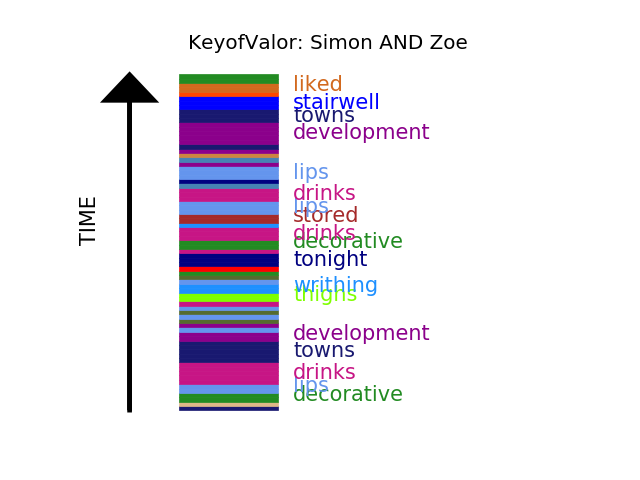 KeyofValor: Simon AND Zoe
liked
stairwell
towns
development
lips
drinks
lips
stored
drinks
decorative
tonight
writhing
thighs
development
towns
drinks
lips
decorative
TIME